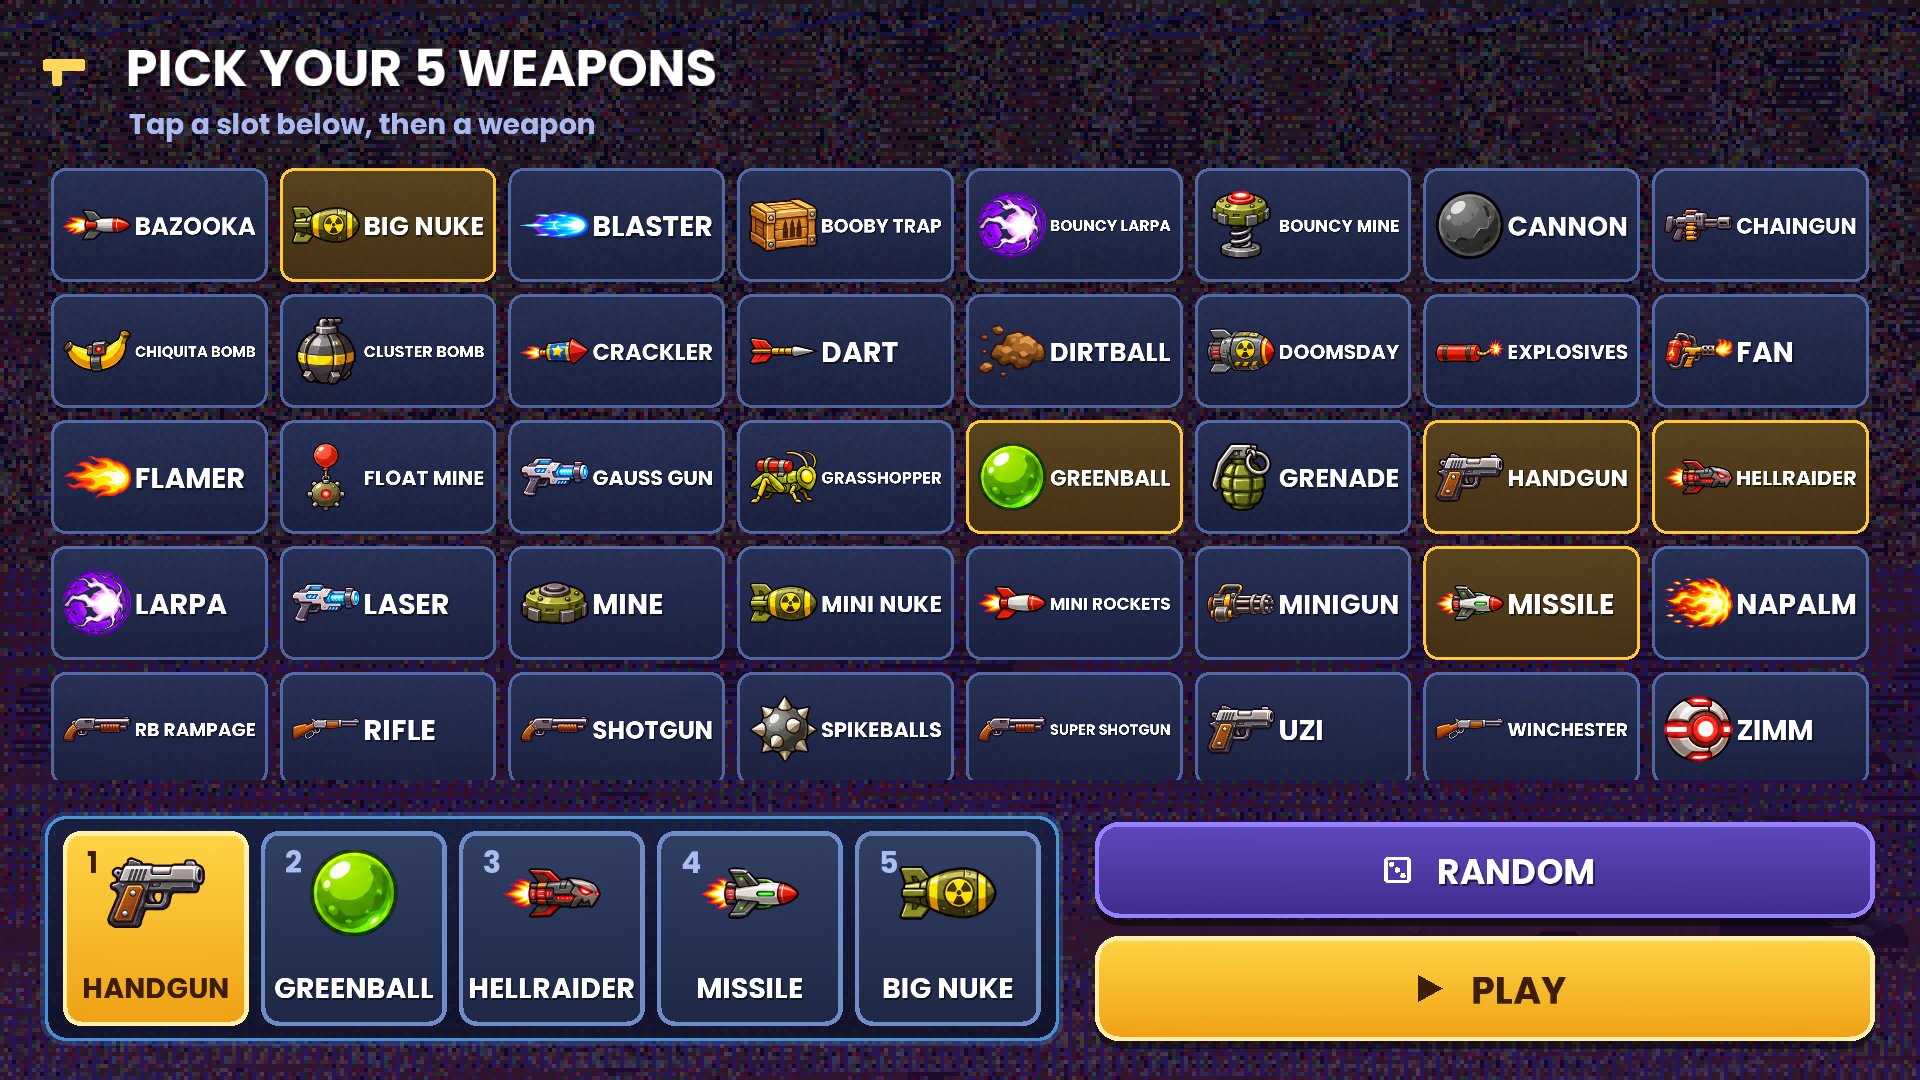 PICK YOUR 5 WEAPONS
Tap a slot below, then a weapon
BAZOOKA
BIG NUKE
BLASTER
BOOBY TRAP
BOUNCY LARPA
BOUNCY MINE
CANNON
CHAINGUN
CHIQUITA BOMB
CLUSTER BOMB
CRACKLER
DART
DIRTBALL
DOOMSDAY
EXPLOSIVES
FAN
FLAMER
FLOAT MINE
GAUSS GUN
GRASSHOPPER
GREENBALL
GRENADE
HANDGUN
HELLRAIDER
LARPA
LASER
MINE
MINI NUKE
MINI ROCKETS
MINIGUN
MISSILE
NAPALM
RB RAMPAGE
RIFLE
SHOTGUN
SPIKEBALLS
SUPER SHOTGUN
UZI
WINCHESTER
ZIMM
1
HANDGUN
2
GREENBALL
3
HELLRAIDER
4
MISSILE
5
BIG NUKE
RANDOM
PLAY